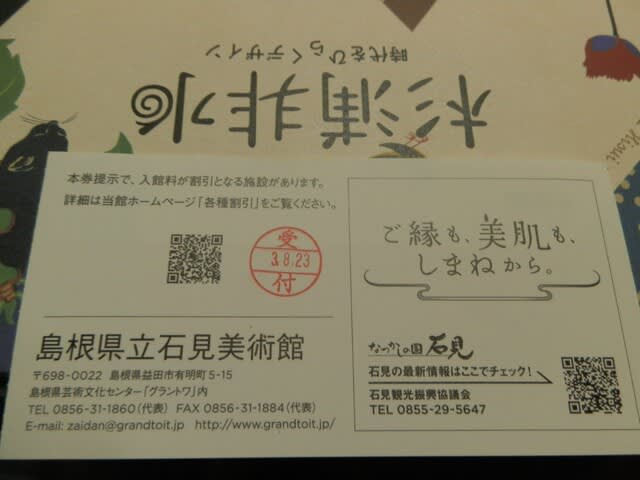 時代をひらくデザイン
杉浦非水
本券提示で、入館料が割引となる施設があります。
詳細は当館ホームページ「各種割引」をご覧ください。
受
3.8.23
付
島根県立石見美術館
〒698-0022 島根県益田市有明町5-15
島根県芸術文化センター「グラントワ」内
TEL 0856-31-1860（代表） FAX 0856-31-1884（代表）
E-mail: zaidan@grandtoit.jp http://www.grandtoit.jp/
ご縁も、美肌も、
しまねから。
なつかしの国 石見
石見の最新情報はここでチェック！
石見観光振興協議会
TEL 0855-29-5647